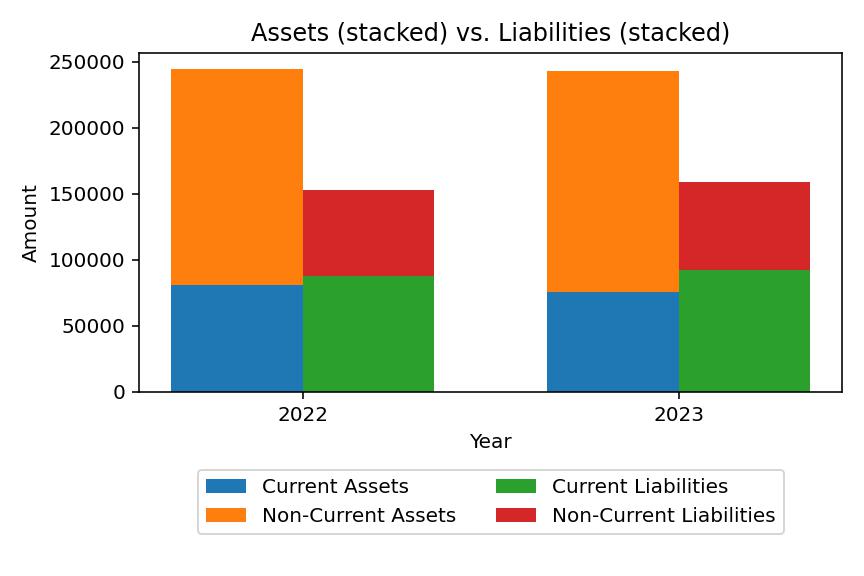 Assets (stacked) vs. Liabilities (stacked)
250000
200000
150000
100000
50000
0
Amount
2022
2023
Year
Current Assets
Non-Current Assets
Current Liabilities
Non-Current Liabilities